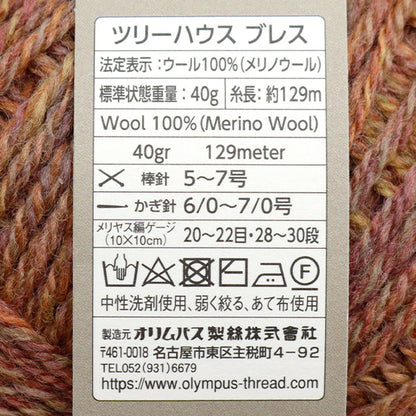 ツリーハウス ブレス
法定表示：ウール100%（メリノウール）
標準状態重量：40g 糸長：約129m
Wool 100%(Merino Wool)
40gr 129meter
棒針 5〜7号
かぎ針 6/0〜7/0号
メリヤス編ゲージ
(10×10cm) 20〜22目・28〜30段
F
中性洗剤使用、弱く絞る、あて布使用
製造元 オリムパス製絲株式會社
〒461-0018 名古屋市東区主税町4-92
TEL052(931)6679
https://www.olympus-thread.com